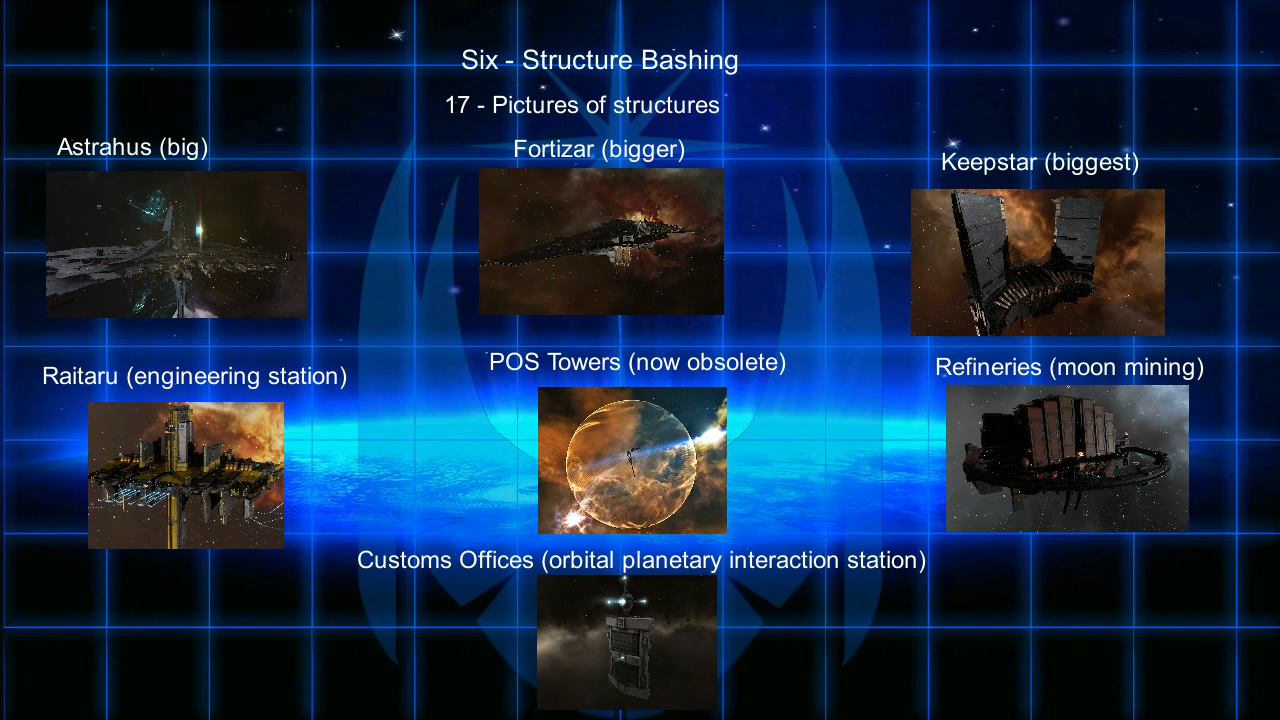 Six - Structure Bashing
17 - Pictures of structures
Astrahus (big)
Fortizar (bigger)
Keepstar (biggest)
Raitaru (engineering station)
POS Towers (now obsolete)
Refineries (moon mining)
Customs Offices (orbital planetary interaction station)